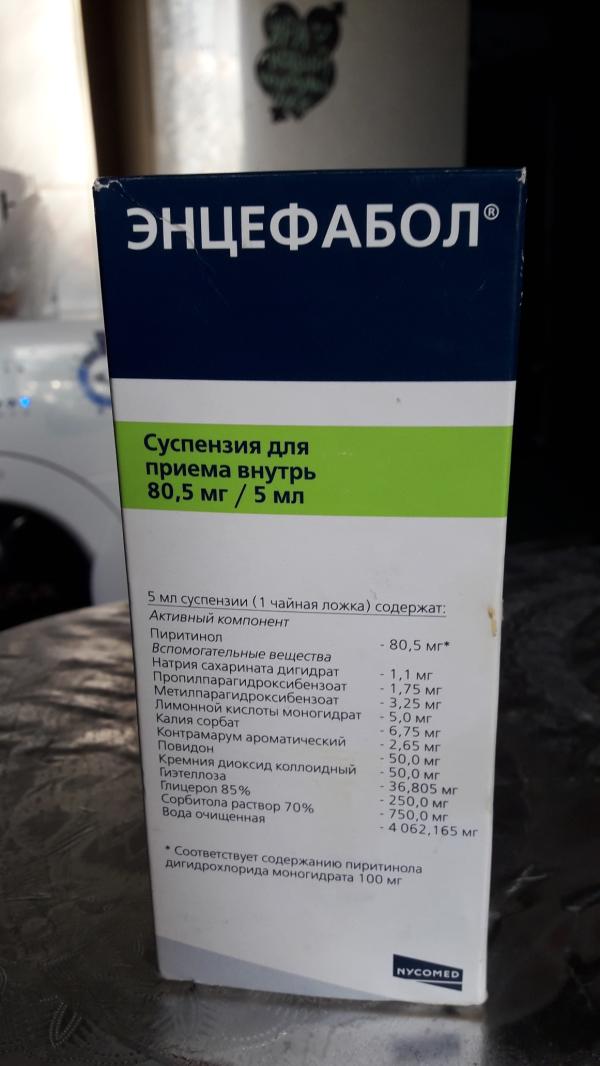 ЭНЦЕФАБОЛ®
Суспензия для
приема внутрь
80,5 мг / 5 мл
5 мл суспензии (1 чайная ложка) содержат:
Активный компонент
Пиритинол - 80,5 мг*
Вспомогательные вещества
Натрия сахарината дигидрат - 1,1 мг
Пропилпарагидроксибензоат - 1,75 мг
Метилпарагидроксибензоат - 3,25 мг
Лимонной кислоты моногидрат - 5,0 мг
Калия сорбат - 6,75 мг
Контрамарум ароматический - 2,65 мг
Повидон - 50,0 мг
Кремния диоксид коллоидный - 50,0 мг
Гиэтеллоза - 36,805 мг
Глицерол 85% - 250,0 мг
Сорбитола раствор 70% - 750,0 мг
Вода очищенная - 4 062,165 мг
* Соответствует содержанию пиритинола
дигидрохлорида моногидрата 100 мг
NYCOMED